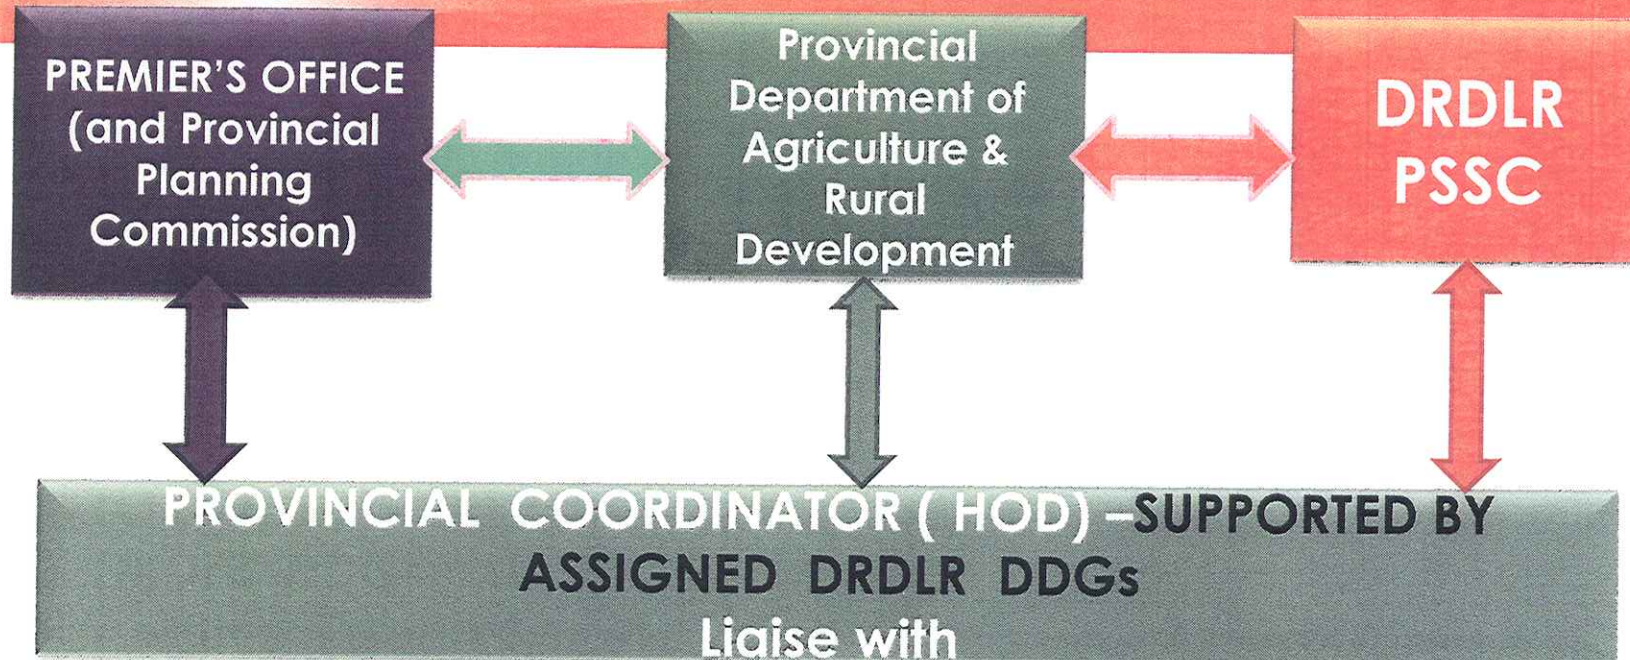 PREMIER'S OFFICE
(and Provincial
Planning
Commission)
Provincial
Department of
Agriculture &
Rural
Development
DRDLR
PSSC
PROVINCIAL COORDINATOR ( HOD) –SUPPORTED BY
ASSIGNED DRDLR DDGs
Liaise with